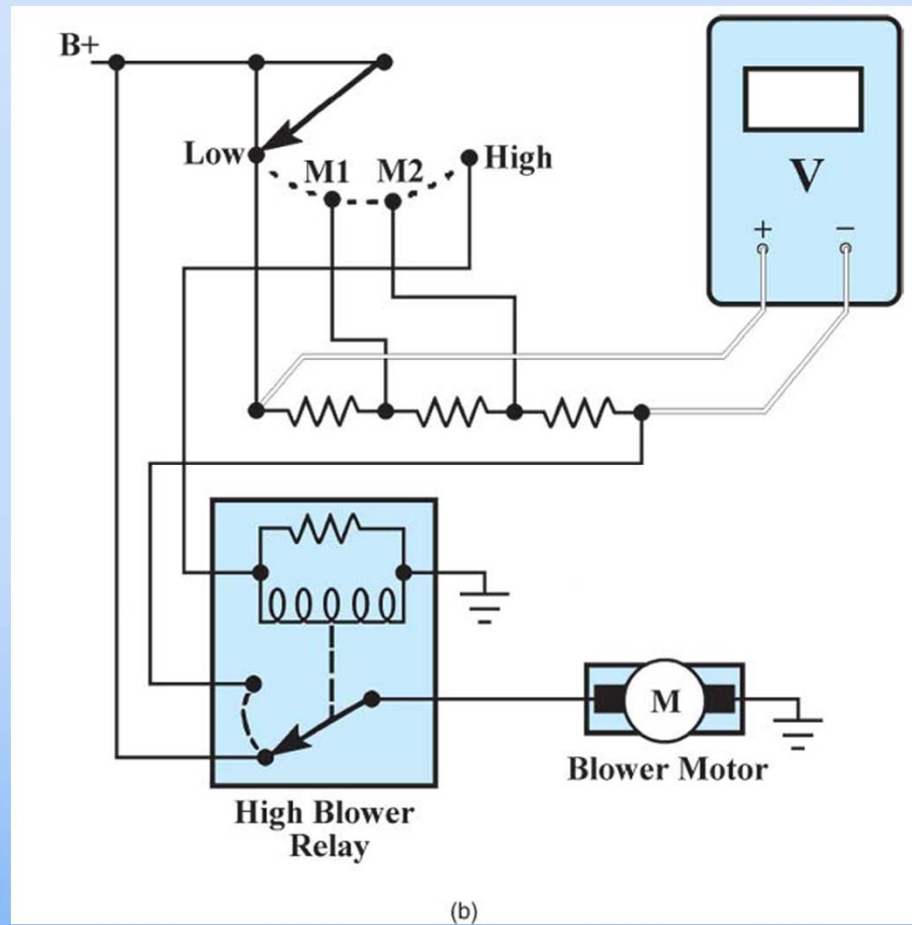 B+
Low
M1
M2
High
V
+ −
M
Blower Motor
High Blower
Relay
(b)